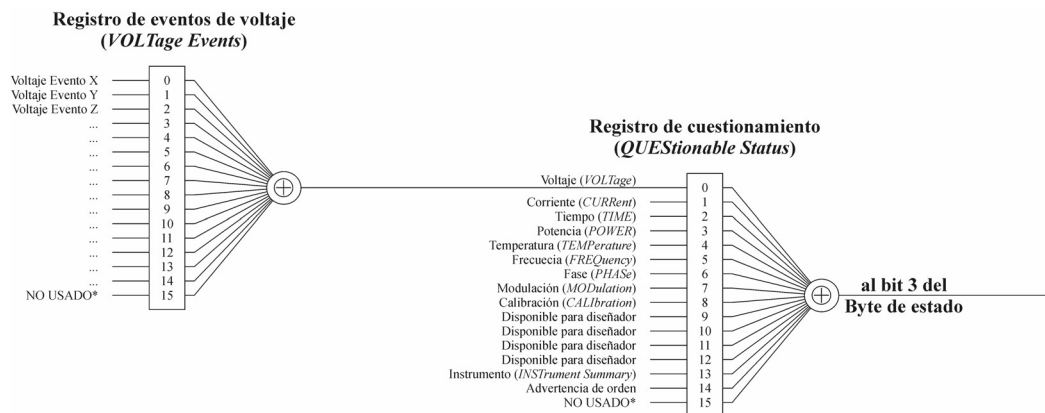 Registro de eventos de voltaje
(VOLTage Events)
Voltaje Evento X 0
Voltaje Evento Y 1
Voltaje Evento Z 2
... 3
... 4
... 5
... 6
... 7
... 8
... 9
... 10
... 11
... 12
... 13
... 14
NO USADO* 15
Registro de cuestionamiento
(QUEStionable Status)
Voltaje (VOLTage) 0
Corriente (CURRent) 1
Tiempo (TIME) 2
Potencia (POWER) 3
Temperatura (TEMPerature) 4
Frecuecia (FREQuency) 5
Fase (PHASe) 6
Modulación (MODulation) 7
Calibración (CALIbration) 8
Disponible para diseñador 9
Disponible para diseñador 10
Disponible para diseñador 11
Disponible para diseñador 12
Instrumento (INSTrument Summary) 13
Advertencia de orden 14
NO USADO* 15
al bit 3 del
Byte de estado